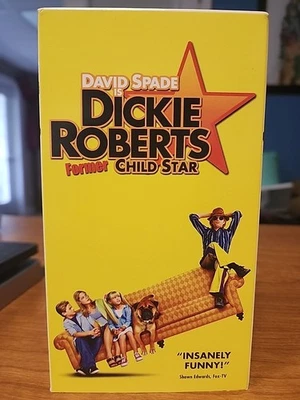 DAVID SPADE
IS
DICKIE
ROBERTS
Former CHILD STAR
"INSANELY
FUNNY!"
Shawn Edwards, Fox-TV